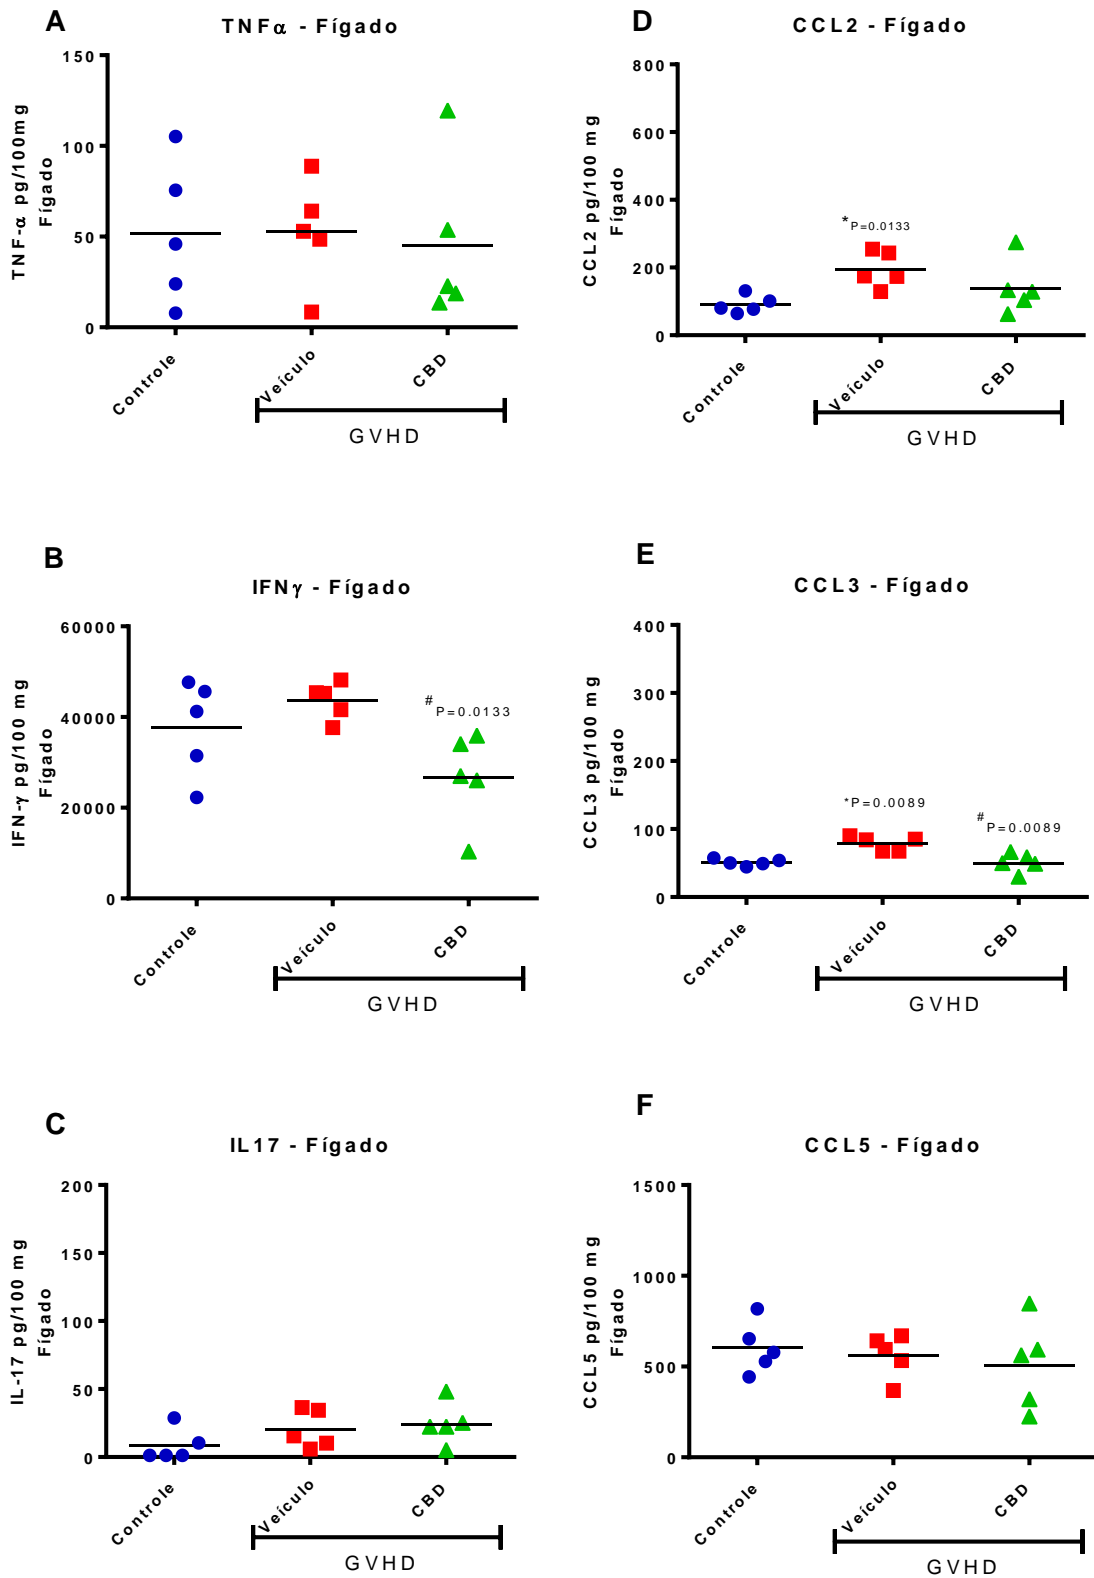 A
TNFα - Fígado
TNF-α pg/100mg
Fígado
150
100
50
0
Controle
Veículo
CBD
GVHD
D
CCL2 - Fígado
CCL2 pg/100 mg
Fígado
800
600
400
200
0
*P=0.0133
Controle
Veículo
CBD
GVHD
B
IFNγ - Fígado
IFN-γ pg/100 mg
Fígado
60000
40000
20000
0
#
P=0.0133
Controle
Veículo
CBD
GVHD
E
CCL3 - Fígado
CCL3 pg/100 mg
Fígado
400
300
200
100
0
*P=0.0089
#
P=0.0089
Controle
Veículo
CBD
GVHD
C
IL17 - Fígado
IL-17 pg/100 mg
Fígado
200
150
100
50
0
Controle
Veículo
CBD
GVHD
F
CCL5 - Fígado
CCL5 pg/100 mg
Fígado
1500
1000
500
0
Controle
Veículo
CBD
GVHD